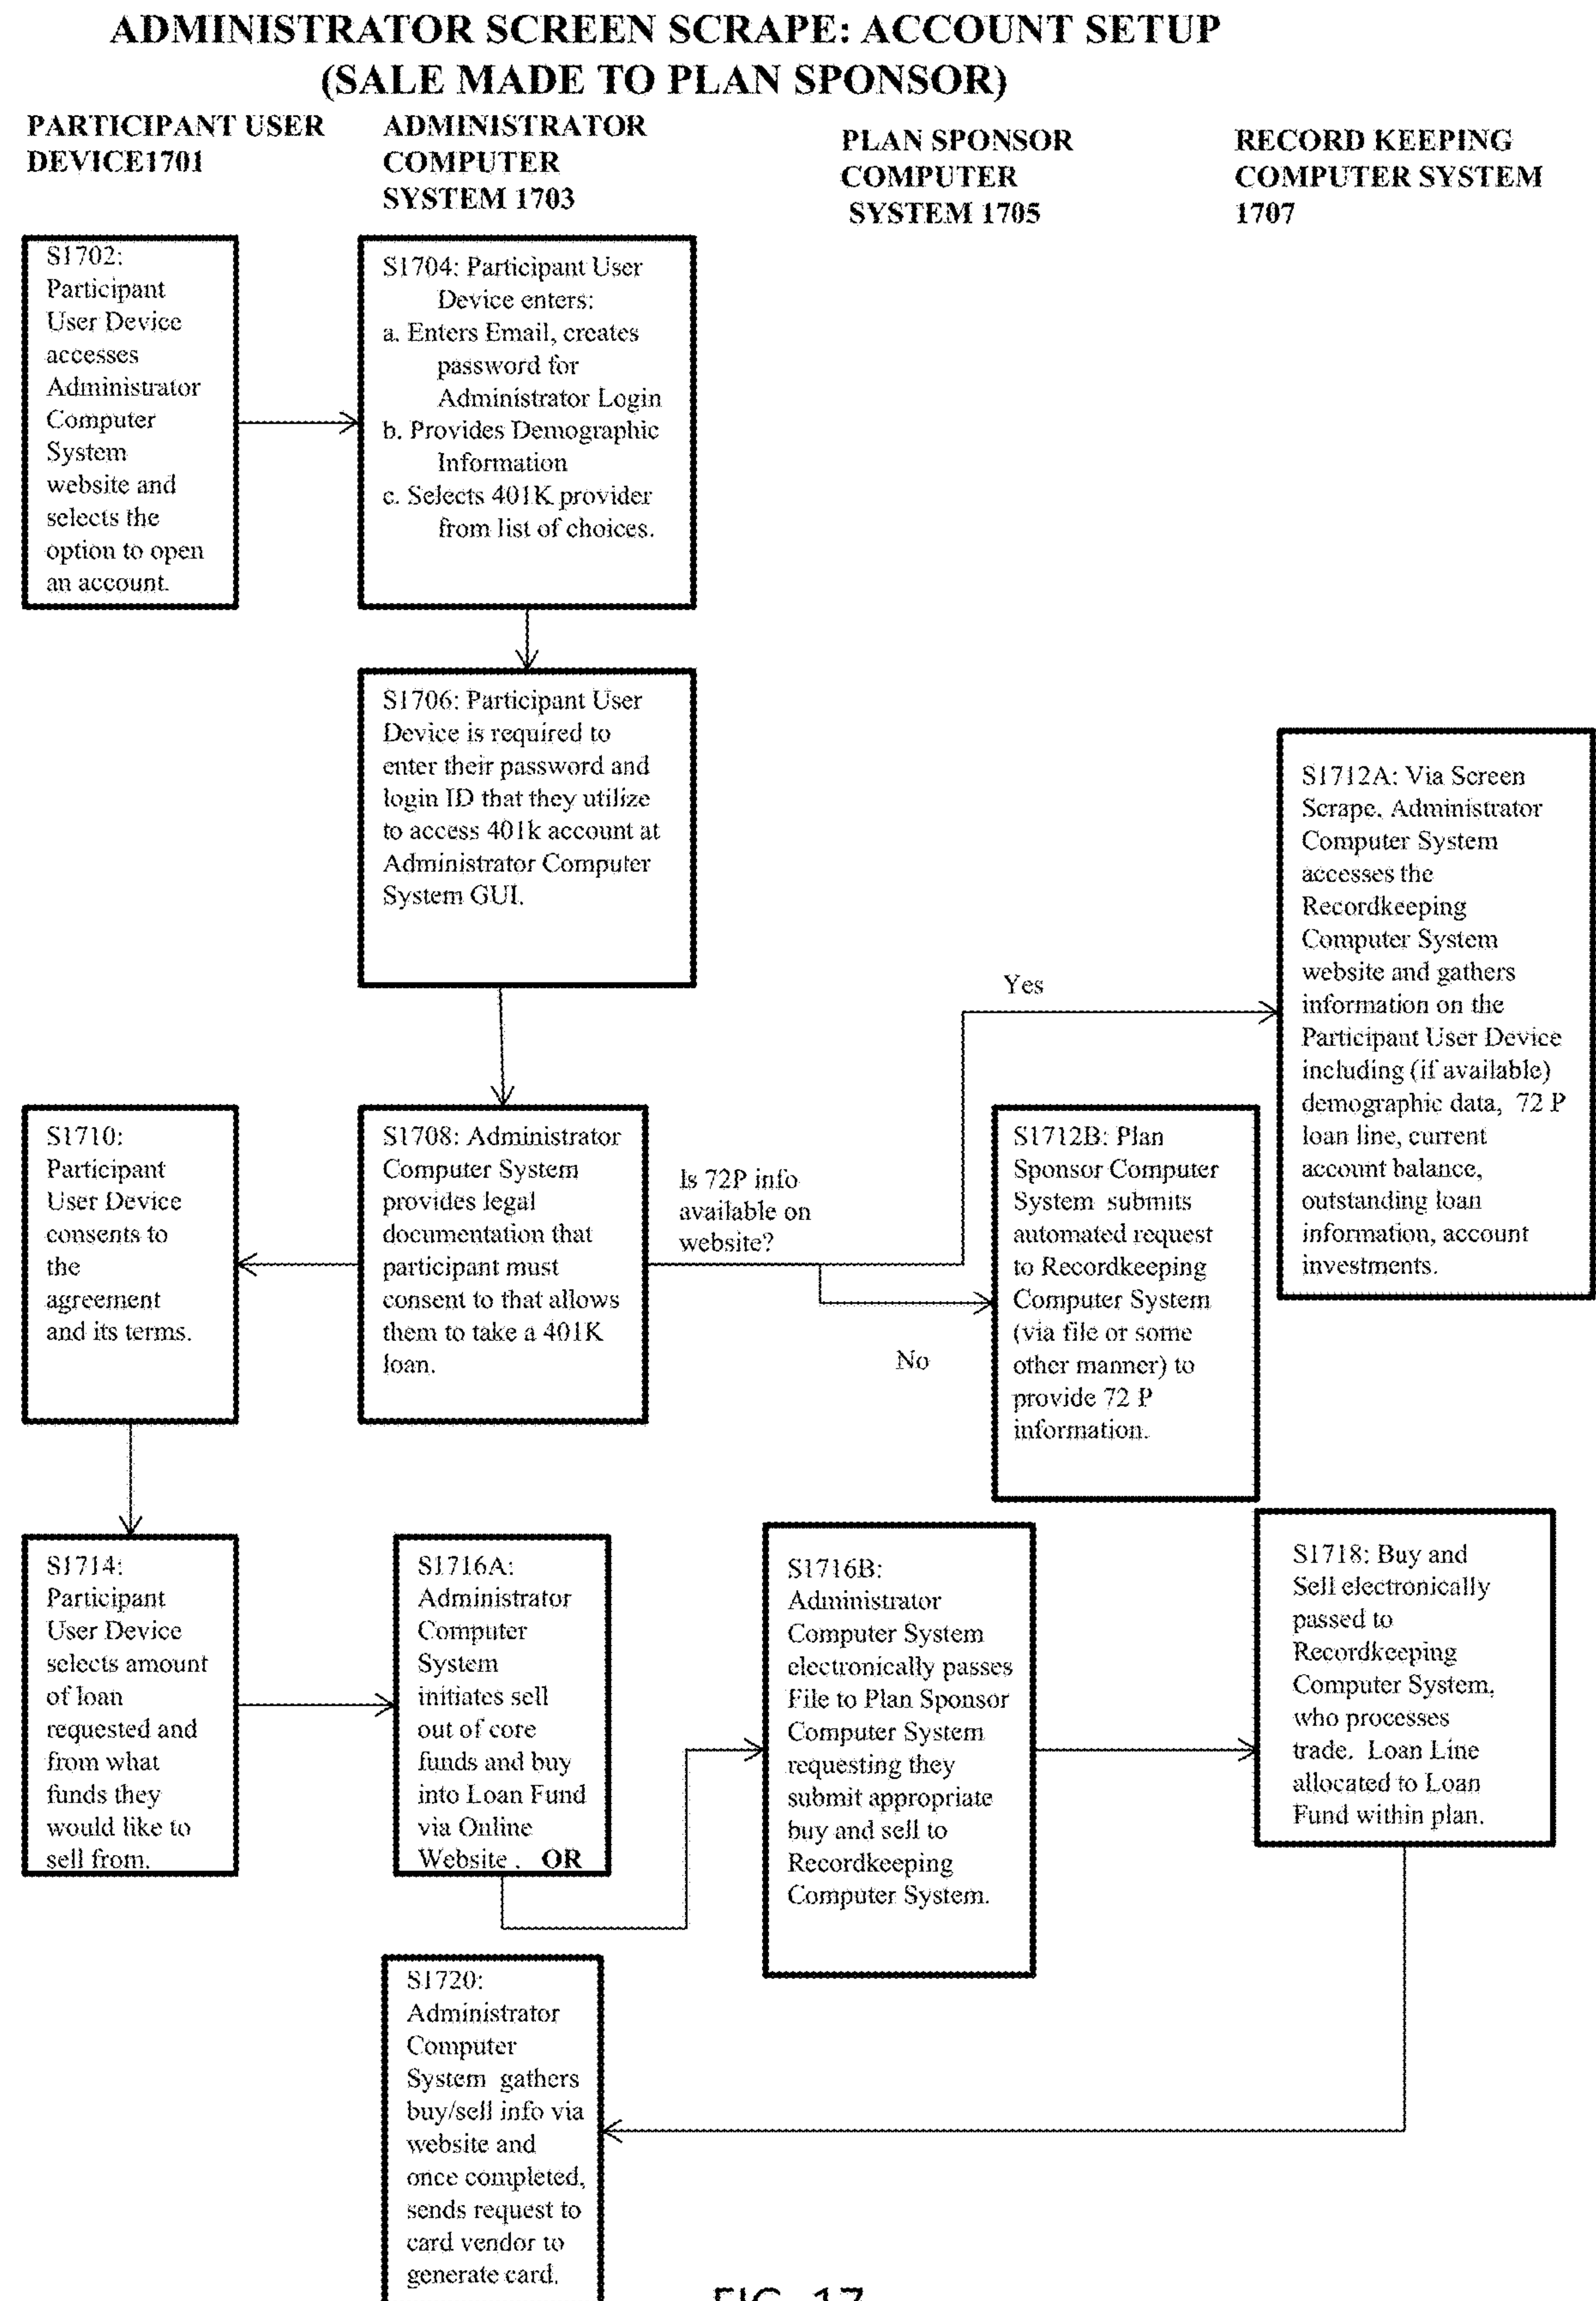 ADMINISTRATOR SCREEN SCRAPE: ACCOUNT SETUP
(SALE MADE TO PLAN SPONSOR)
PARTICIPANT USER
DEVICE1701
ADMINISTRATOR
COMPUTER
SYSTEM 1703
PLAN SPONSOR
COMPUTER
SYSTEM 1705
RECORD KEEPING
COMPUTER SYSTEM
1707
S1702:
Participant
User Device
accesses
Administrator
Computer
System
website and
selects the
option to open
an account.
S1704: Participant User
Device enters:
a. Enters Email, creates
password for
Administrator Login
b. Provides Demographic
Information
c. Selects 401K provider
from list of choices.
S1706: Participant User
Device is required to
enter their password and
login ID that they utilize
to access 401k account at
Administrator Computer
System GUI.
S1712A: Via Screen
Scrape, Administrator
Computer System
accesses the
Recordkeeping
Computer System
website and gathers
information on the
Participant User Device
including (if available)
demographic data, 72 P
loan line, current
account balance,
outstanding loan
information, account
investments.
Yes
S1710:
Participant
User Device
consents to
the
agreement
and its terms.
S1708: Administrator
Computer System
provides legal
documentation that
participant must
consent to that allows
them to take a 401K
loan.
Is 72P info
available on
website?
No
S1712B: Plan
Sponsor Computer
System submits
automated request
to Recordkeeping
Computer System
(via file or some
other manner) to
provide 72 P
information.
S1714:
Participant
User Device
selects amount
of loan
requested and
from what
funds they
would like to
sell from.
S1716A:
Administrator
Computer
System
initiates sell
out of core
funds and buy
into Loan Fund
via Online
Website. OR
S1716B:
Administrator
Computer System
electronically passes
File to Plan Sponsor
Computer System
requesting they
submit appropriate
buy and sell to
Recordkeeping
Computer System.
S1718: Buy and
Sell electronically
passed to
Recordkeeping
Computer System,
who processes
trade. Loan Line
allocated to Loan
Fund within plan.
S1720:
Administrator
Computer
System gathers
buy/sell info via
website and
once completed,
sends request to
card vendor to
generate card.
FIG. 17